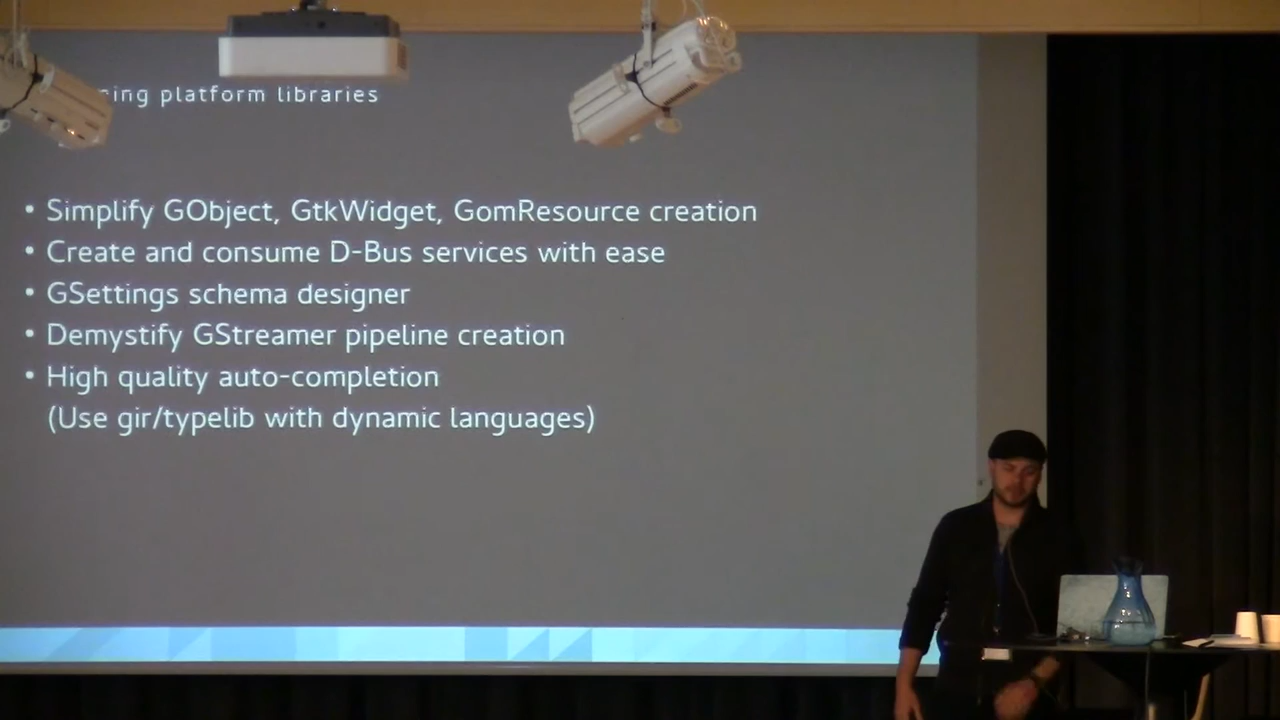 platform libraries
• Simplify GObject, GtkWidget, GomResource creation
• Create and consume D-Bus services with ease
• GSettings schema designer
• Demystify GStreamer pipeline creation
• High quality auto-completion
(Use gir/typelib with dynamic languages)